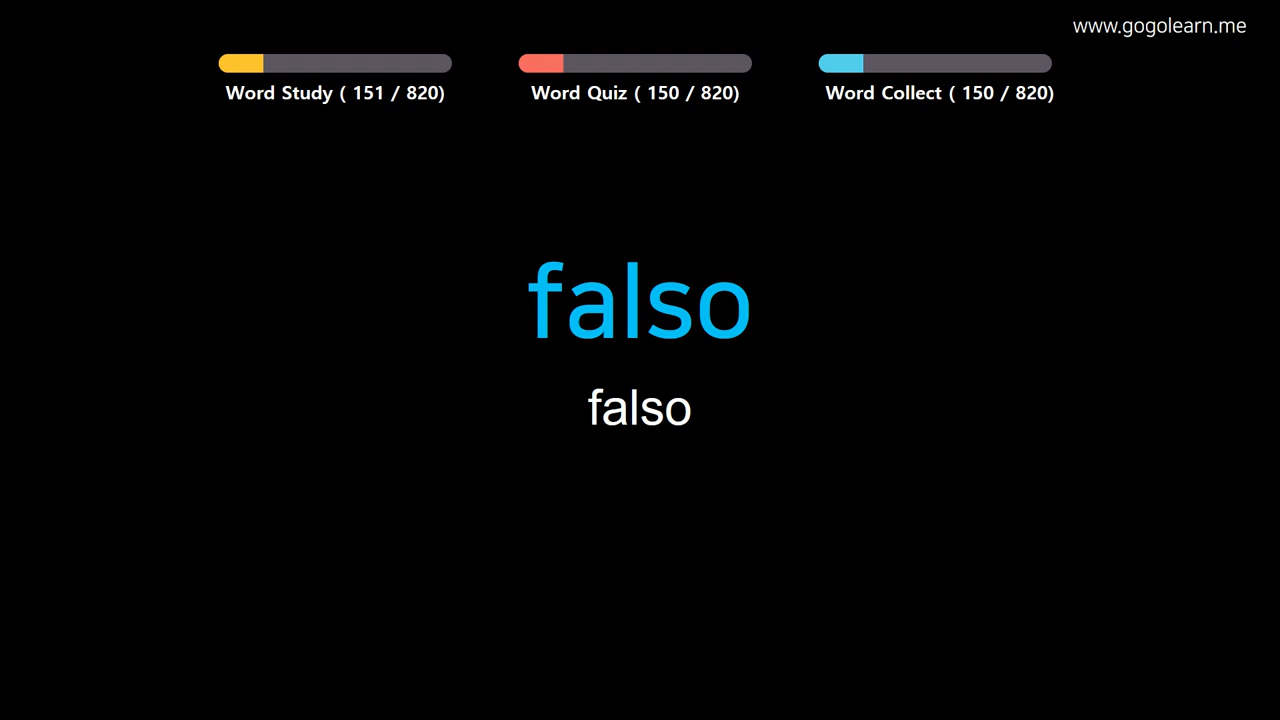 www.gogolearn.me
Word Study ( 151 / 820)
Word Quiz ( 150 / 820)
Word Collect ( 150 / 820)
falso
falso